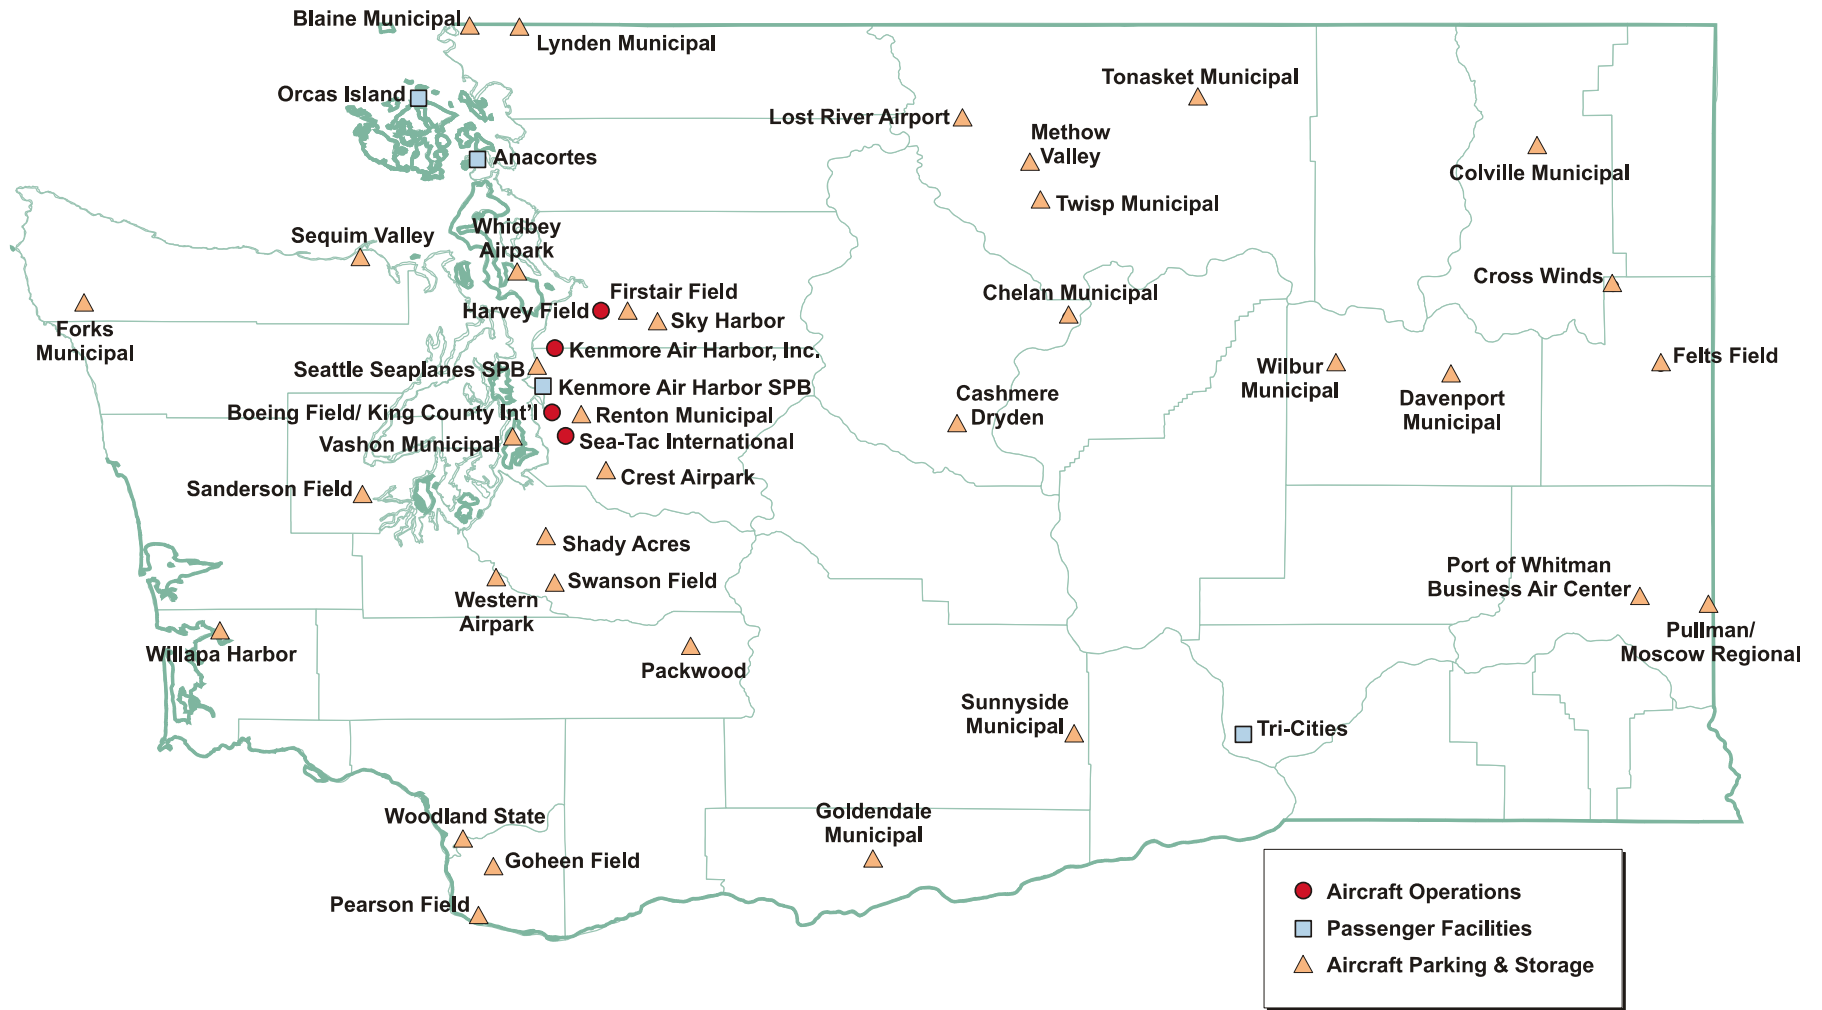 Blaine Municipal
Lynden Municipal
Tonasket Municipal
Orcas Island
Lost River Airport
Methow
Valley
Anacortes
Colville Municipal
Twisp Municipal
Whidbey
Airpark
Sequim Valley
Cross Winds
Firstair Field
Chelan Municipal
Harvey Field
Sky Harbor
Forks
Municipal
Kenmore Air Harbor, Inc.
Felts Field
Seattle Seaplanes SPB
Wilbur
Municipal
Kenmore Air Harbor SPB
Cashmere
Dryden
Davenport
Municipal
Boeing Field/ King County Int'l
Renton Municipal
Vashon Municipal
Sea-Tac International
Crest Airpark
Sanderson Field
Shady Acres
Port of Whitman
Business Air Center
Swanson Field
Western
Airpark
Pullman/
Moscow Regional
Willapa Harbor
Packwood
Sunnyside
Municipal
Tri-Cities
Woodland State
Goldendale
Municipal
Goheen Field
Pearson Field
Aircraft Operations
Passenger Facilities
Aircraft Parking & Storage